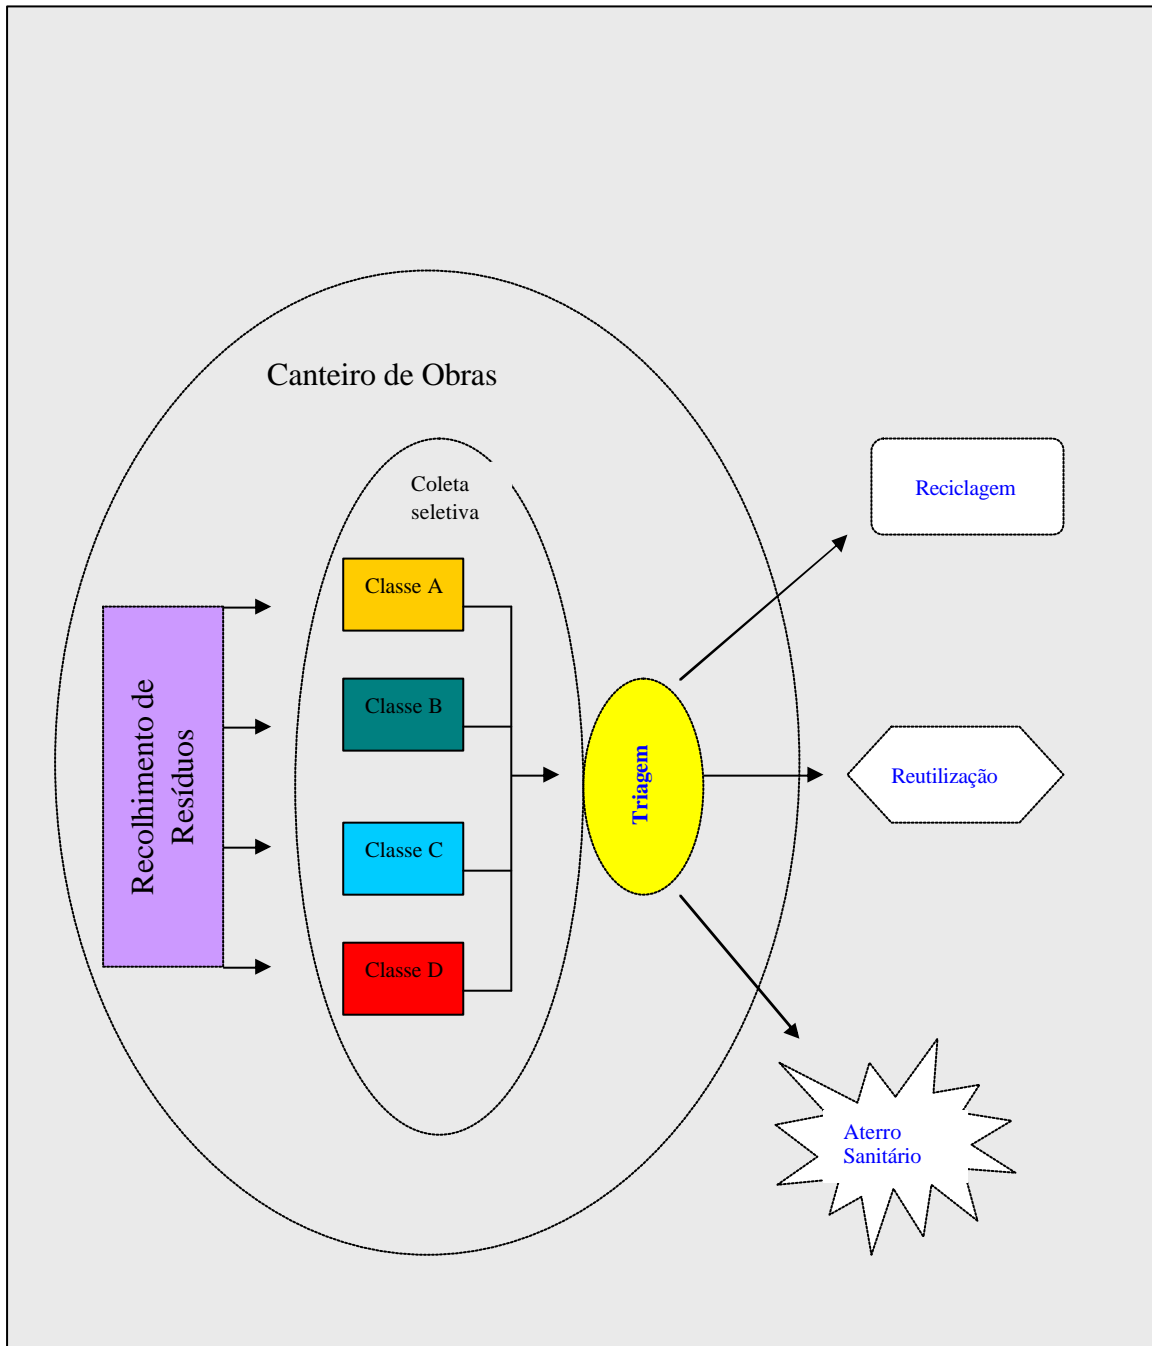 Canteiro de Obras
Coleta
seletiva
Recolhimento de
Resíduos
Classe A
Classe B
Classe C
Classe D
Triagem
Reciclagem
Reutilização
Aterro
Sanitário